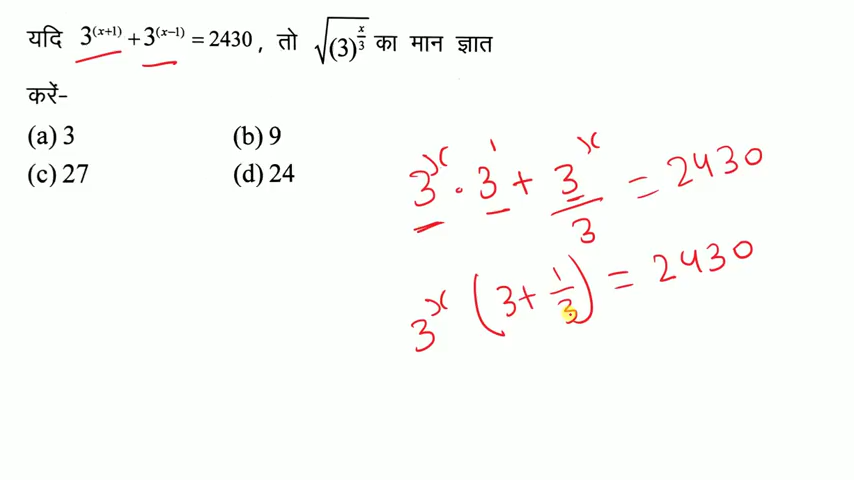 यदि 3^(x+1) + 3^(x−1) = 2430, तो √((3)^(x/3)) का मान ज्ञात
करें-
(a) 3 (b) 9
(c) 27 (d) 24
3^x · 3^1 + 3^x/3 = 2430
3^x (3 + 1/3) = 2430